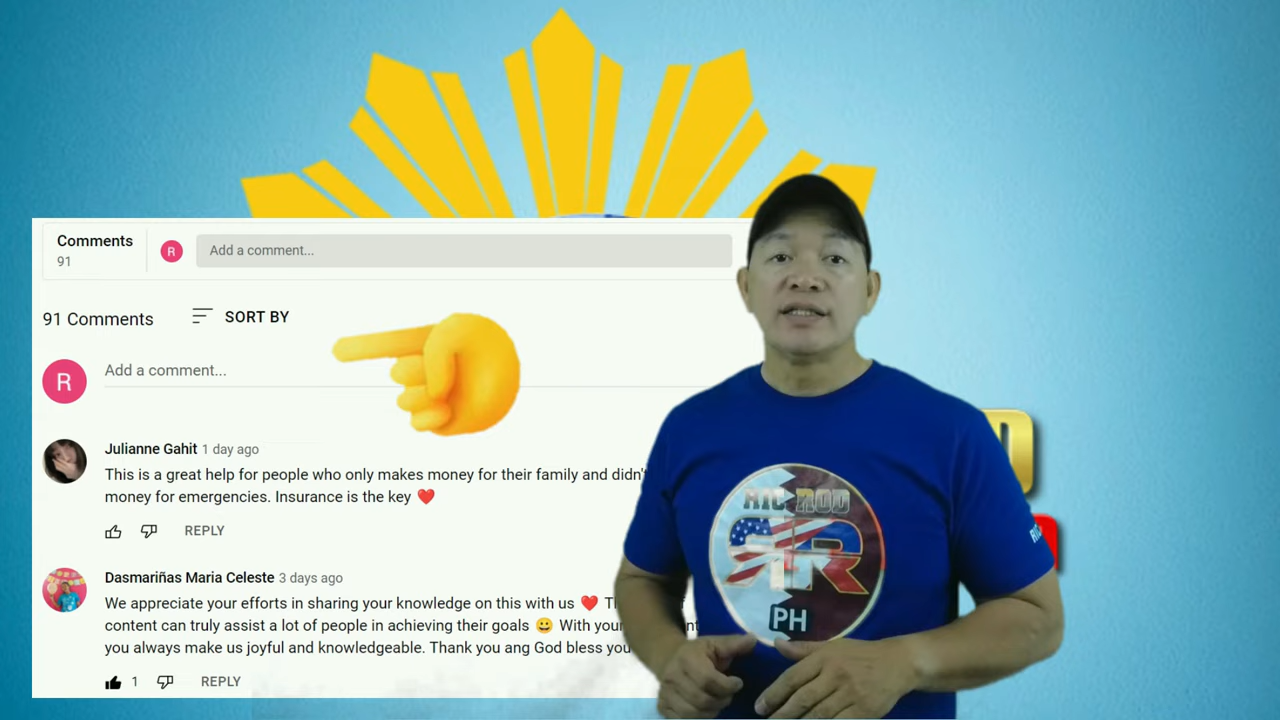 Comments
91
R
Add a comment...
91 Comments
SORT BY
R
Add a comment...
Julianne Gahit 1 day ago
This is a great help for people who only makes money for their family and didn'
money for emergencies. Insurance is the key ❤️
REPLY
Dasmariñas Maria Celeste 3 days ago
We appreciate your efforts in sharing your knowledge on this with us ❤️
content can truly assist a lot of people in achieving their goals 😀 With your
you always make us joyful and knowledgeable. Thank you ang God bless you
1
REPLY
RIC ROD
RR
PH